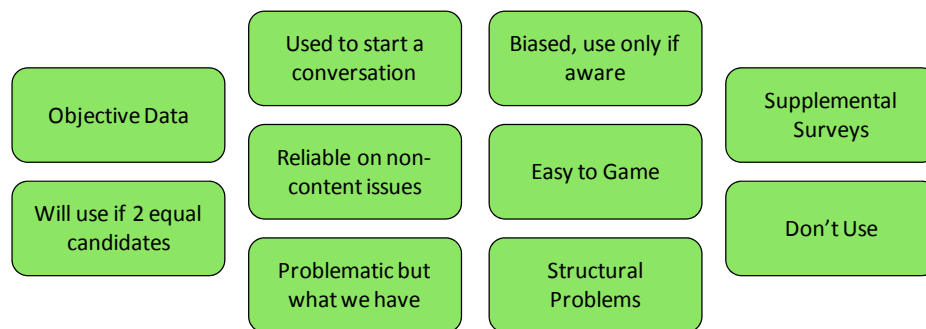 Objective Data
Will use if 2 equal
candidates
Used to start a
conversation
Reliable on non-
content issues
Problematic but
what we have
Biased, use only if
aware
Easy to Game
Structural
Problems
Supplemental
Surveys
Don’t Use